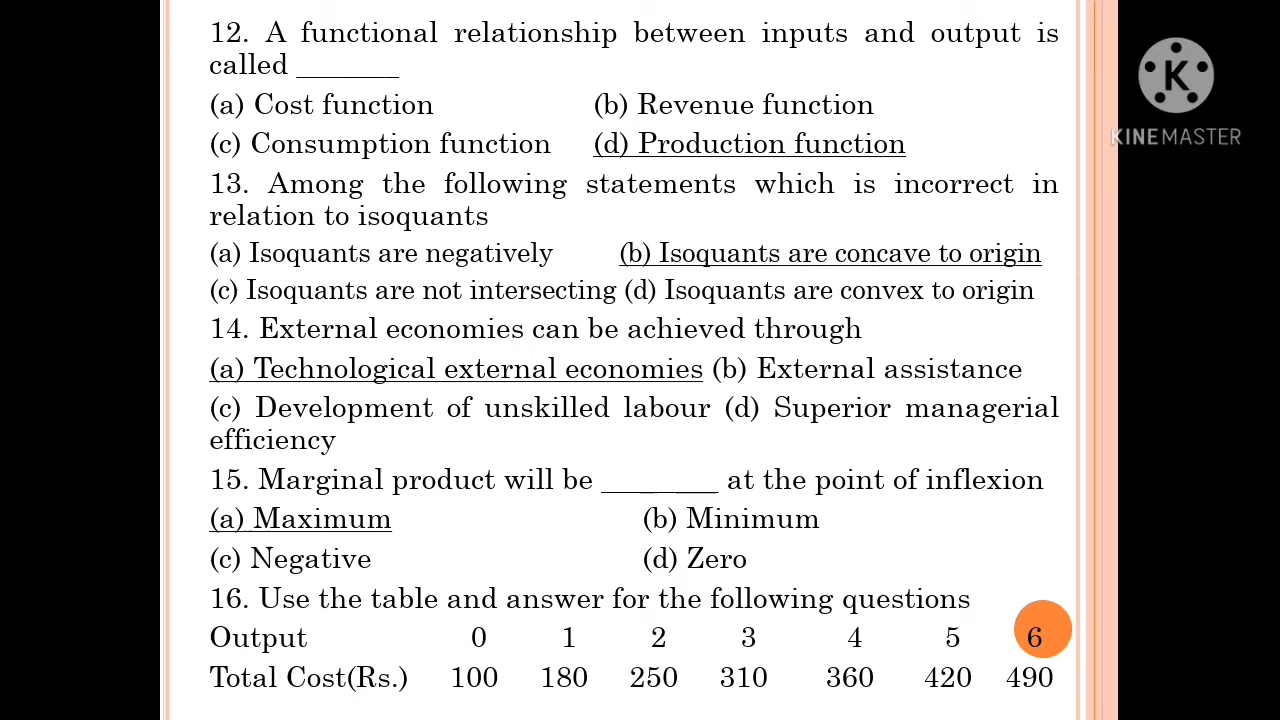 12. A functional relationship between inputs and output is
called ______
(a) Cost function (b) Revenue function
(c) Consumption function (d) Production function
13. Among the following statements which is incorrect in
relation to isoquants
(a) Isoquants are negatively (b) Isoquants are concave to origin
(c) Isoquants are not intersecting (d) Isoquants are convex to origin
14. External economies can be achieved through
(a) Technological external economies (b) External assistance
(c) Development of unskilled labour (d) Superior managerial
efficiency
15. Marginal product will be _______ at the point of inflexion
(a) Maximum (b) Minimum
(c) Negative (d) Zero
16. Use the table and answer for the following questions
Output 0 1 2 3 4 5 6
Total Cost(Rs.) 100 180 250 310 360 420 490
K
KINEMASTER